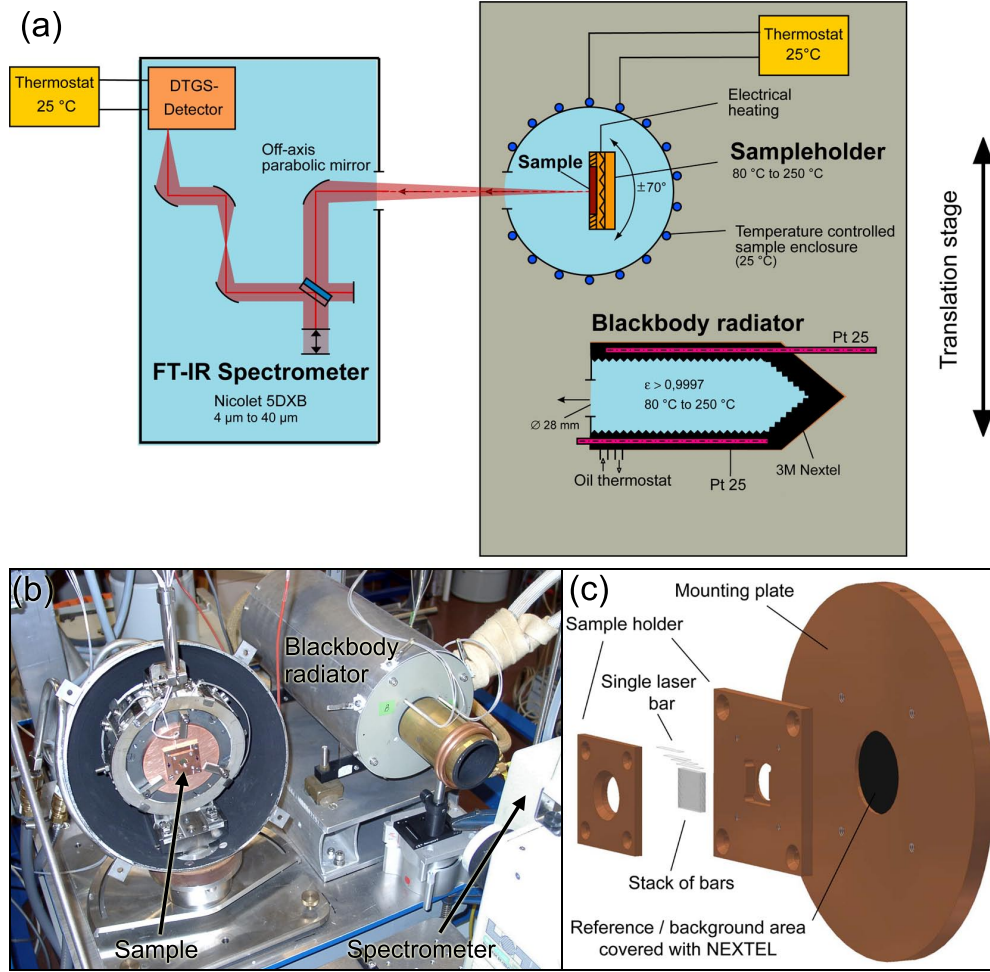 (a)
Thermostat
25 °C
DTGS-
Detector
Off-axis
parabolic mirror
FT-IR Spectrometer
Nicolet 5DXB
4 µm to 40 µm
Thermostat
25°C
Electrical
heating
Sample
Sampleholder
80 °C to 250 °C
±70°
Temperature controlled
sample enclosure
(25 °C)
Translation stage
Blackbody radiator
Pt 25
ε > 0,9997
80 °C to 250 °C
∅ 28 mm
3M Nextel
Oil thermostat
Pt 25
(b)
Blackbody
radiator
Sample
Spectrometer
(c)
Mounting plate
Sample holder
Single laser
bar
Stack of bars
Reference / background area
covered with NEXTEL